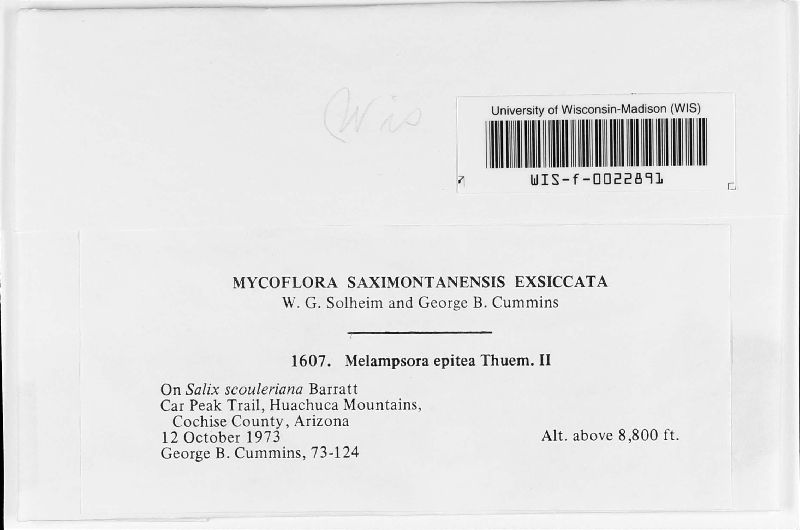 Wis
University of Wisconsin-Madison (WIS)
WIS-f-0022891
MYCOFLORA SAXIMONTANENSIS EXSICCATA
W. G. Solheim and George B. Cummins
1607. Melampsora epitea Thuem. II
On Salix scouleriana Barratt
Car Peak Trail, Huachuca Mountains,
Cochise County, Arizona
12 October 1973
Alt. above 8,800 ft.
George B. Cummins, 73-124